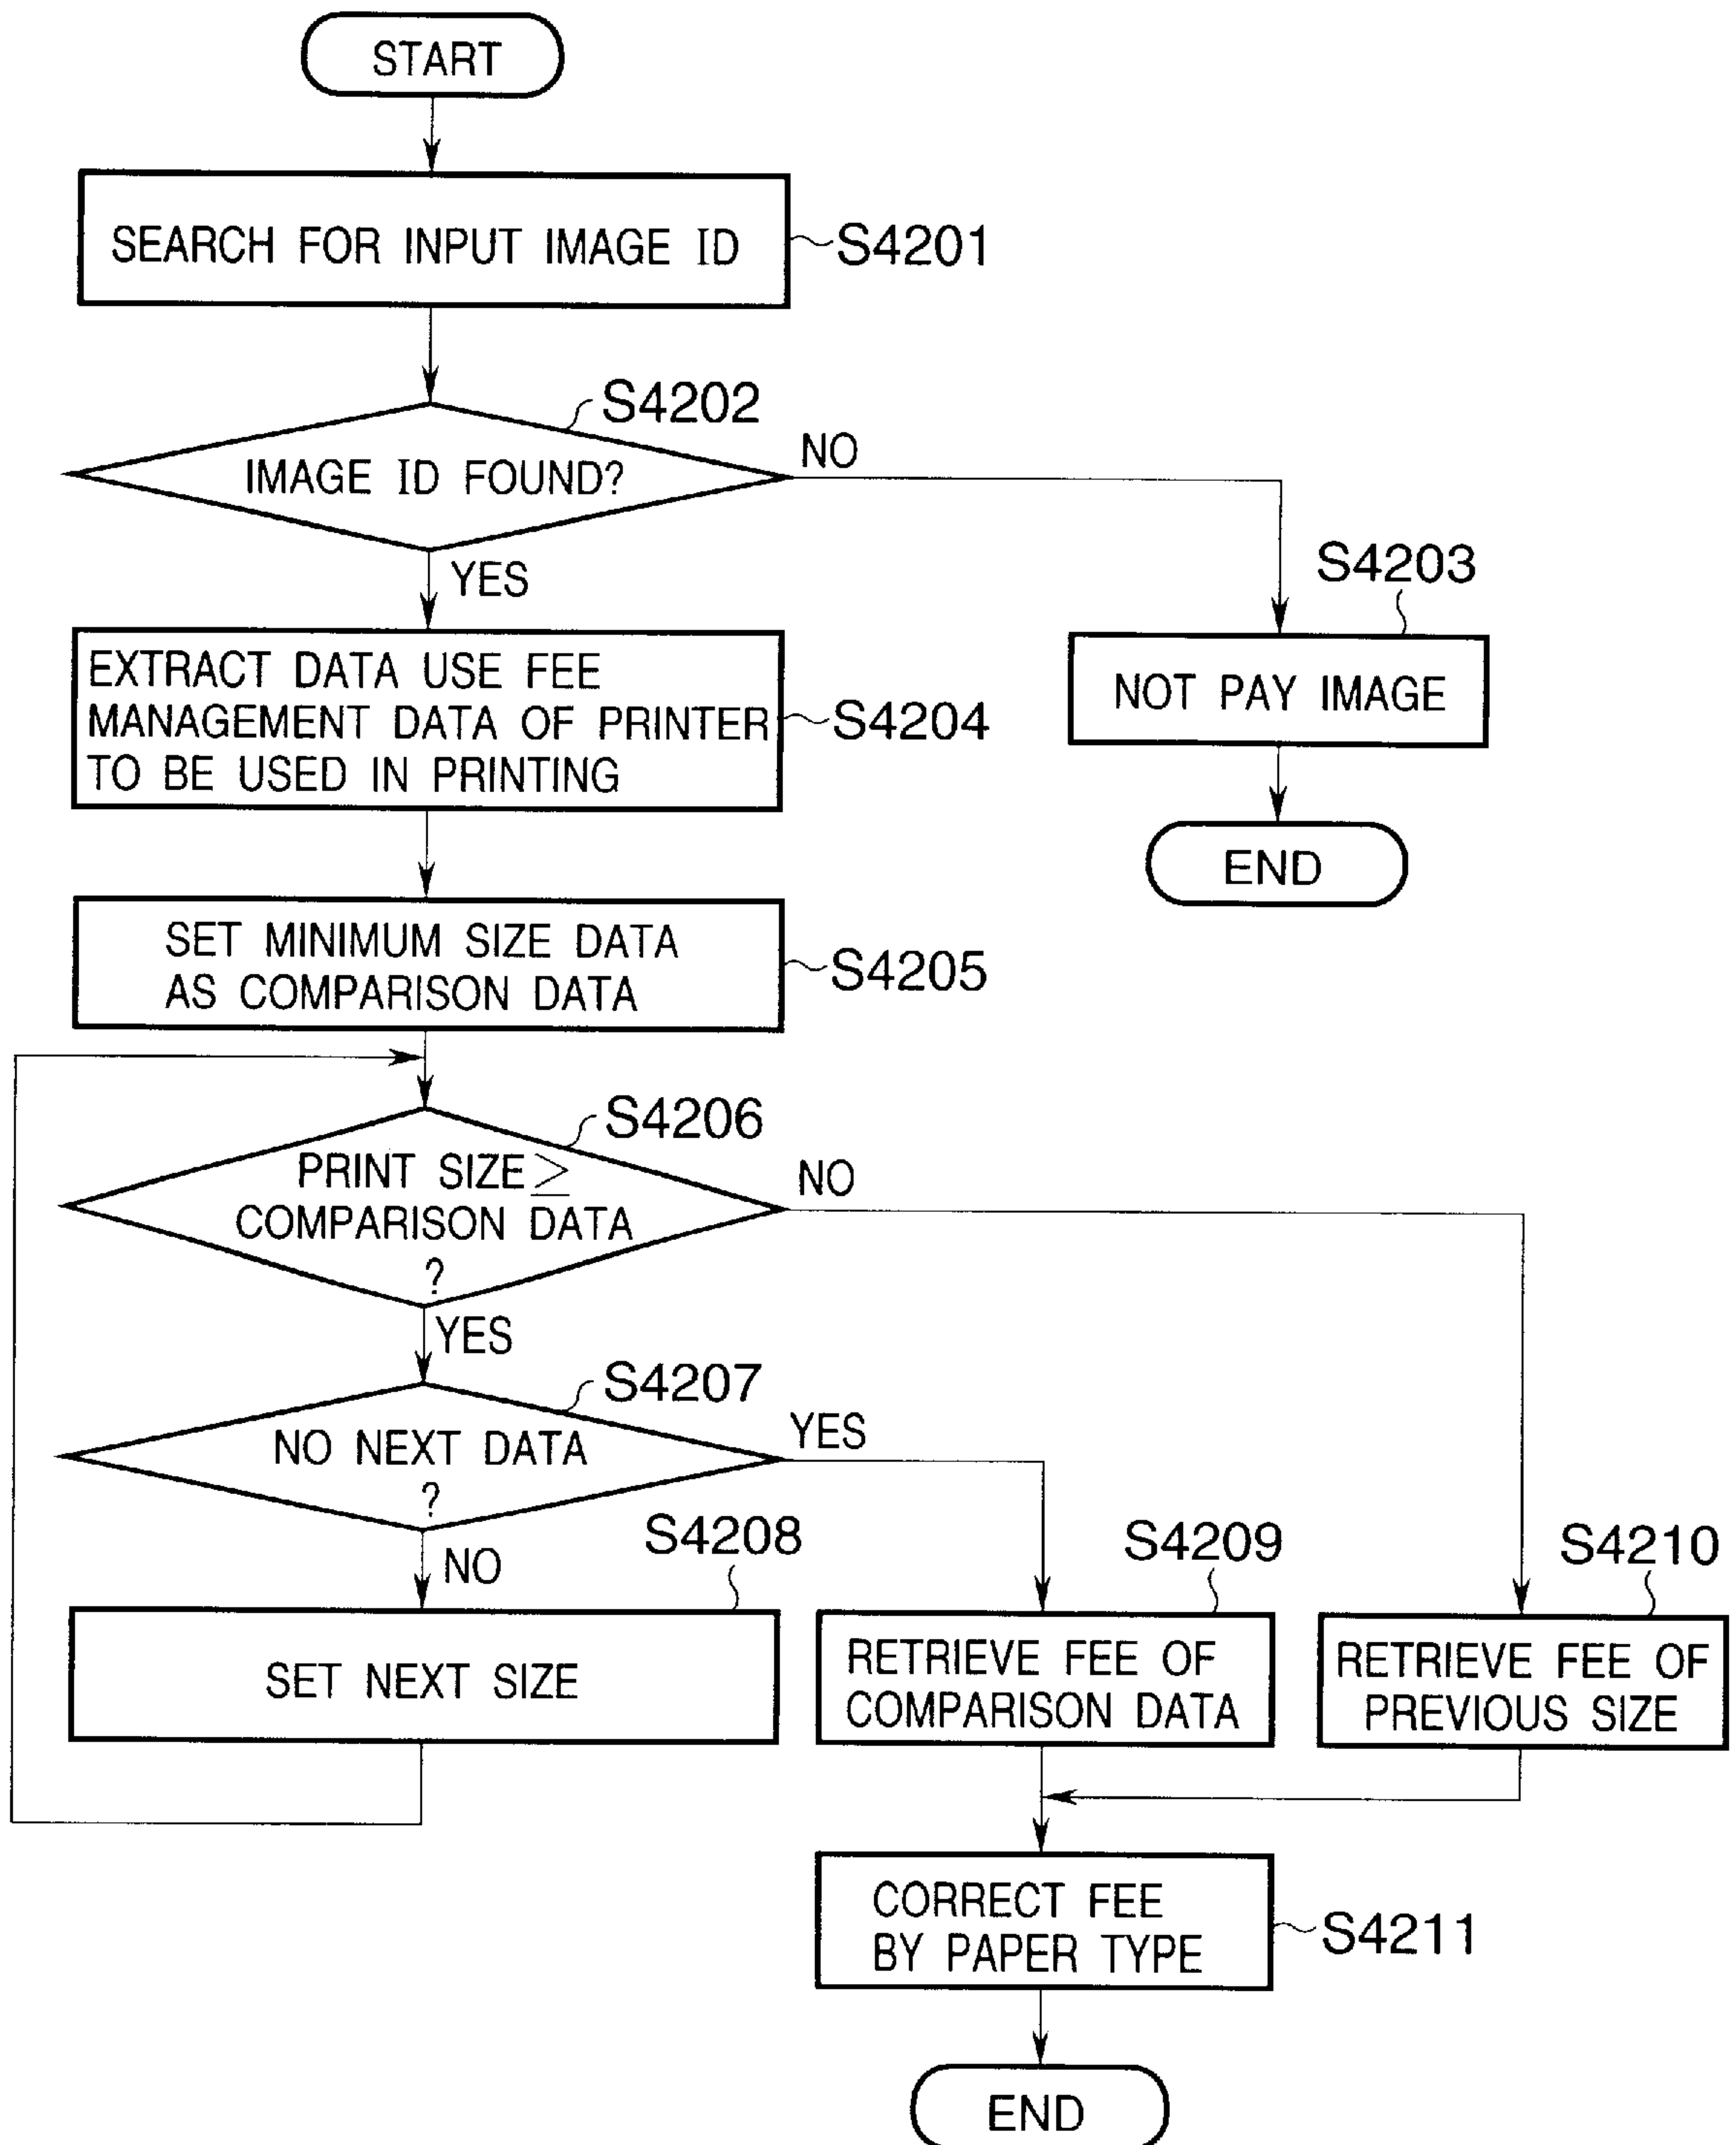 START
SEARCH FOR INPUT IMAGE ID
S4201
S4202
IMAGE ID FOUND?
NO
YES
S4203
NOT PAY IMAGE
END
EXTRACT DATA USE FEE
MANAGEMENT DATA OF PRINTER
TO BE USED IN PRINTING
S4204
SET MINIMUM SIZE DATA
AS COMPARISON DATA
S4205
S4206
PRINT SIZE ≥
COMPARISON DATA
?
NO
YES
S4207
NO NEXT DATA
?
YES
NO
S4208
SET NEXT SIZE
S4209
RETRIEVE FEE OF
COMPARISON DATA
S4210
RETRIEVE FEE OF
PREVIOUS SIZE
CORRECT FEE
BY PAPER TYPE
S4211
END